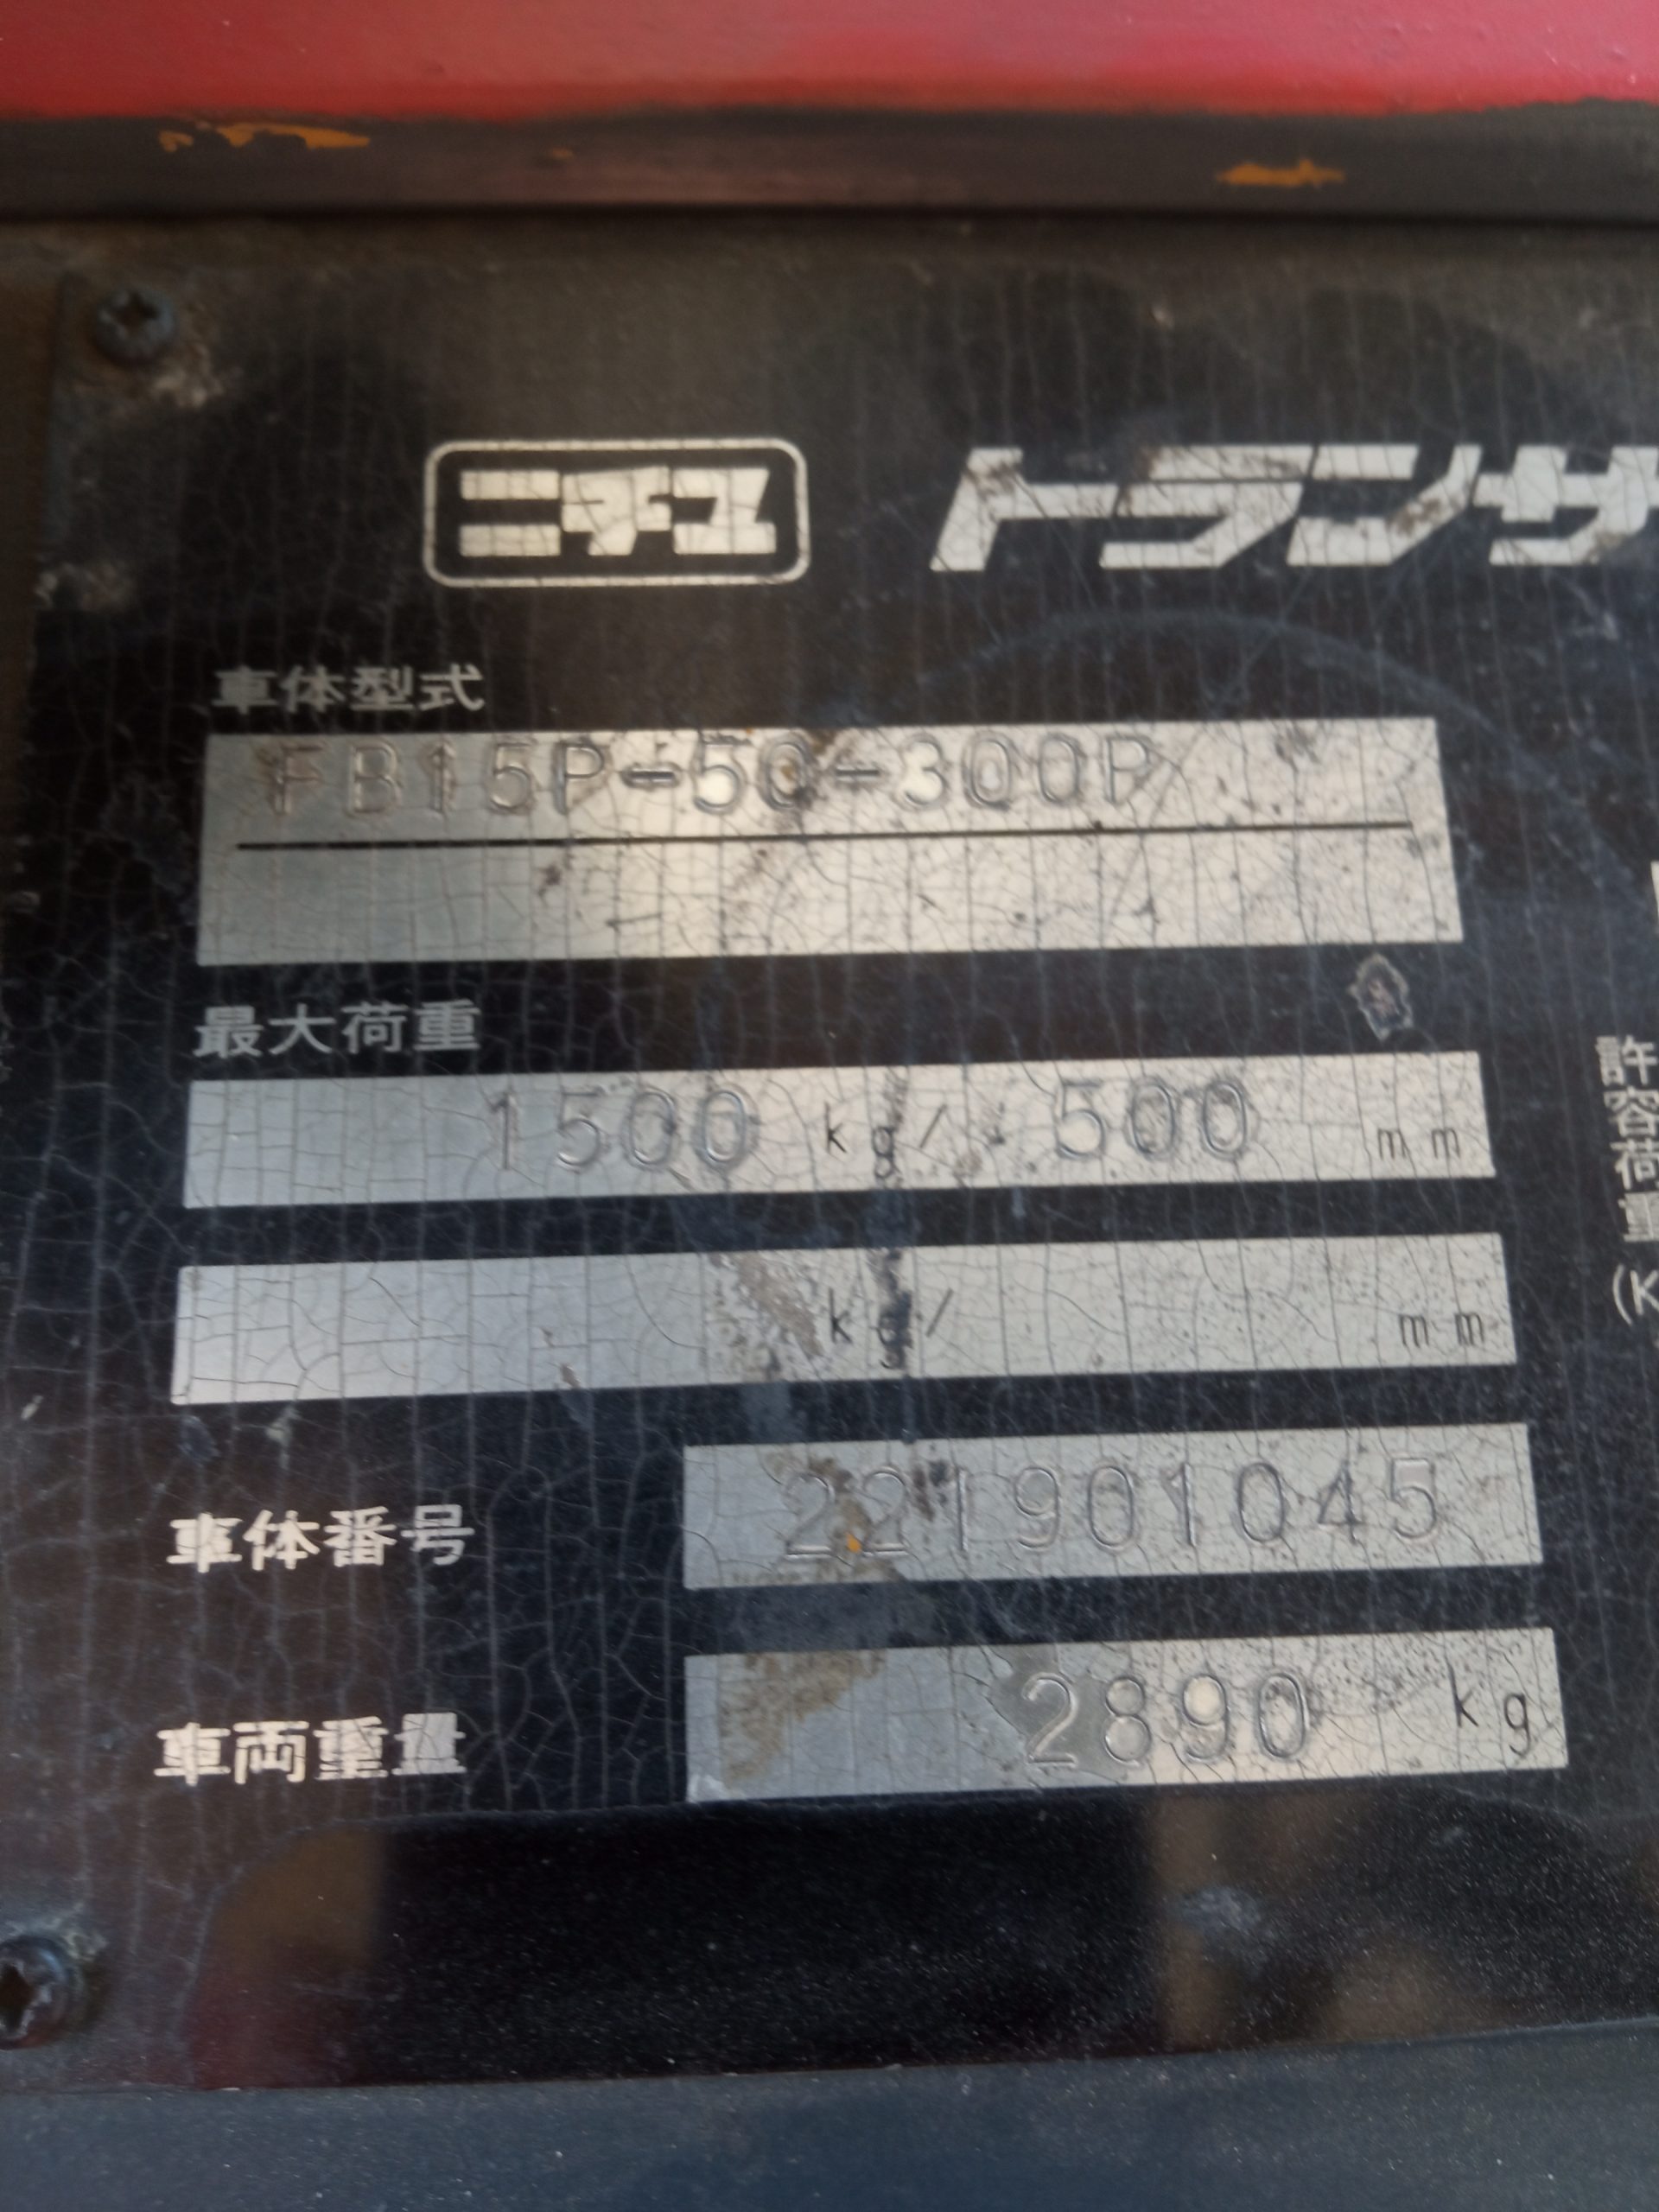 ニチユ トランサ
車体型式
FB15P-50-300P
最大荷重
1500 kg/ 500 mm
kg/ mm
車体番号 221901045
車両重量 2890 kg
許容荷重
(K